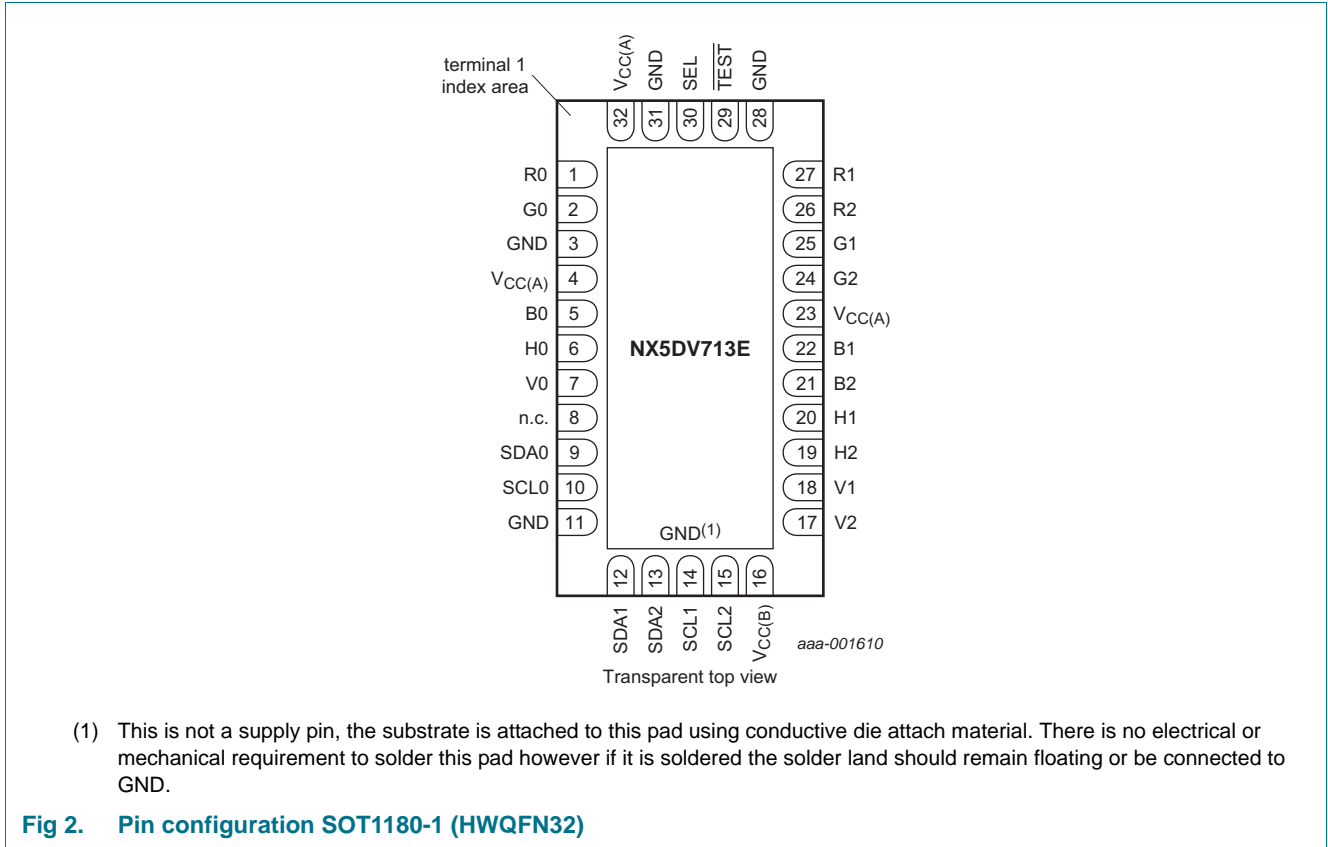 terminal 1
index area
VCC(A)
GND
SEL
TEST
GND
32
31
30
29
28
R0 1
G0 2
GND 3
VCC(A) 4
B0 5
H0 6
V0 7
n.c. 8
SDA0 9
SCL0 10
GND 11
NX5DV713E
GND(1)
27 R1
26 R2
25 G1
24 G2
23 VCC(A)
22 B1
21 B2
20 H1
19 H2
18 V1
17 V2
12
13
14
15
16
SDA1
SDA2
SCL1
SCL2
VCC(B)
aaa-001610
Transparent top view
(1) This is not a supply pin, the substrate is attached to this pad using conductive die attach material. There is no electrical or
mechanical requirement to solder this pad however if it is soldered the solder land should remain floating or be connected to
GND.
Fig 2. Pin configuration SOT1180-1 (HWQFN32)